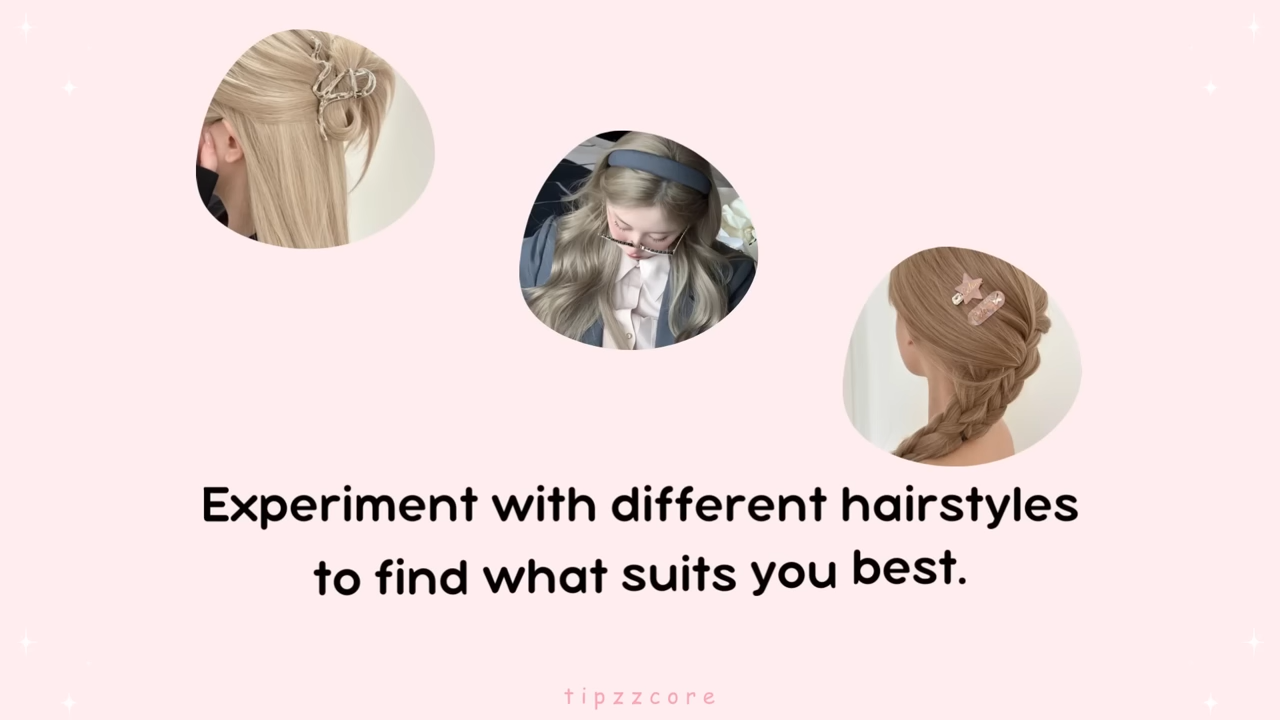 Experiment with different hairstyles
to find what suits you best.
tipzzcore